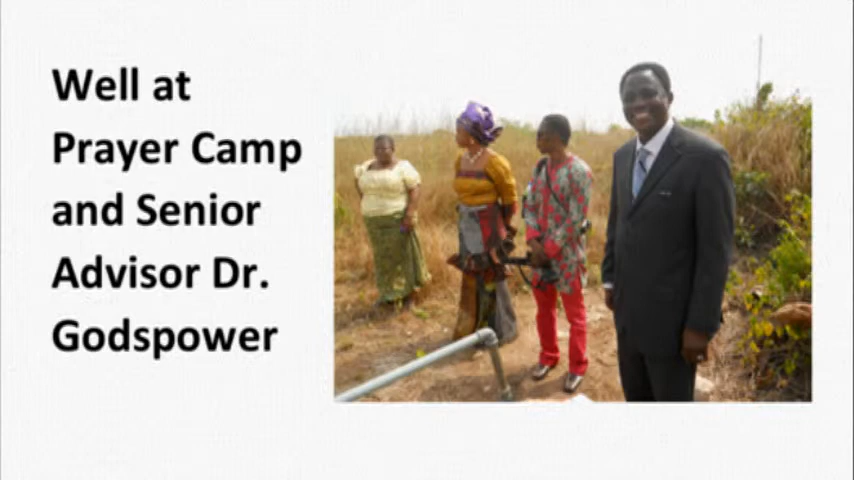 Well at
Prayer Camp
and Senior
Advisor Dr.
Godspower